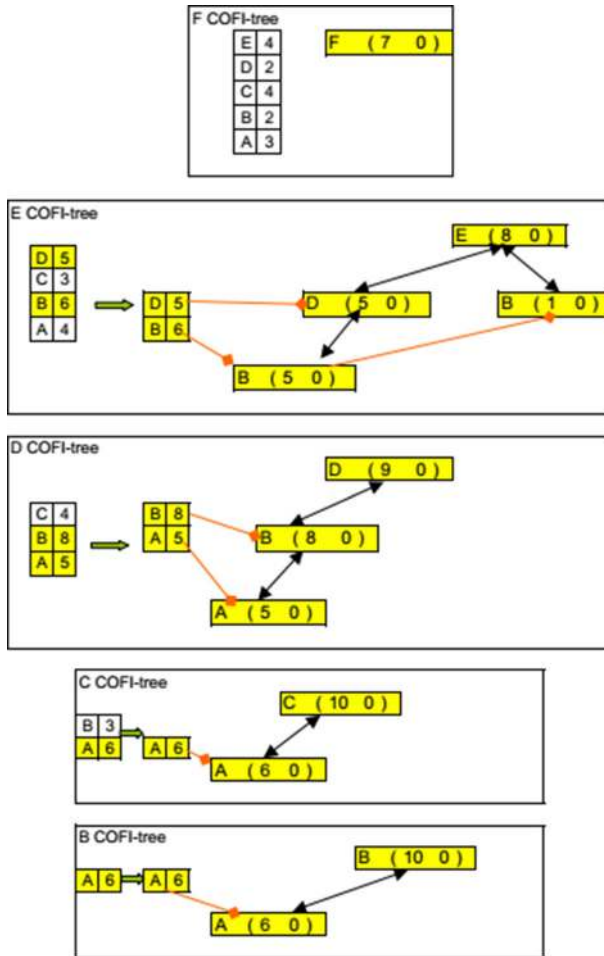 F COFI-tree
E 4
D 2
C 4
B 2
A 3
F (7 0)
E COFI-tree
E (8 0)
D 5
C 3
B 6
A 4
D 5
B 6
D (5 0)
B (1 0)
B (5 0)
D COFI-tree
D (9 0)
C 4
B 8
A 5
B 8
A 5
B (8 0)
A (5 0)
C COFI-tree
C (10 0)
B 3
A 6
A 6
A (6 0)
B COFI-tree
B (10 0)
A 6
A 6
A (6 0)